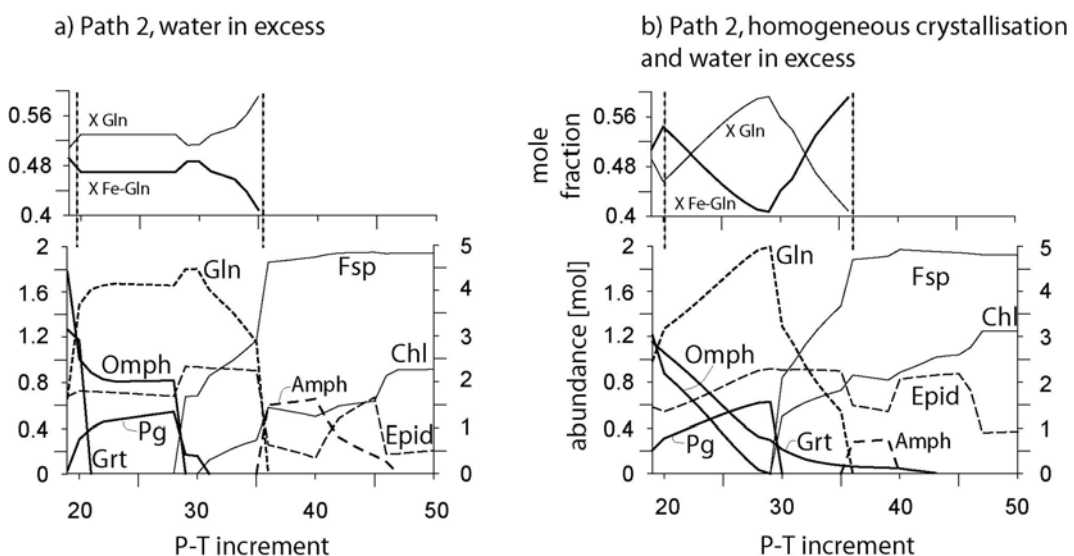 a) Path 2, water in excess
b) Path 2, homogeneous crystallisation
and water in excess
0.56
0.48
0.4
X Gln
X Fe-Gln
mole
fraction
0.56
0.48
0.4
X Gln
X Fe-Gln
2
1.6
1.2
0.8
0.4
0
Gln
Fsp
Omph
Pg
Grt
Amph
Chl
Epid
5
4
3
2
1
0
20
30
40
50
P-T increment
abundance [mol]
2
1.6
1.2
0.8
0.4
0
Gln
Fsp
Omph
Chl
Epid
Pg
Grt
Amph
5
4
3
2
1
0
20
30
40
50
P-T increment